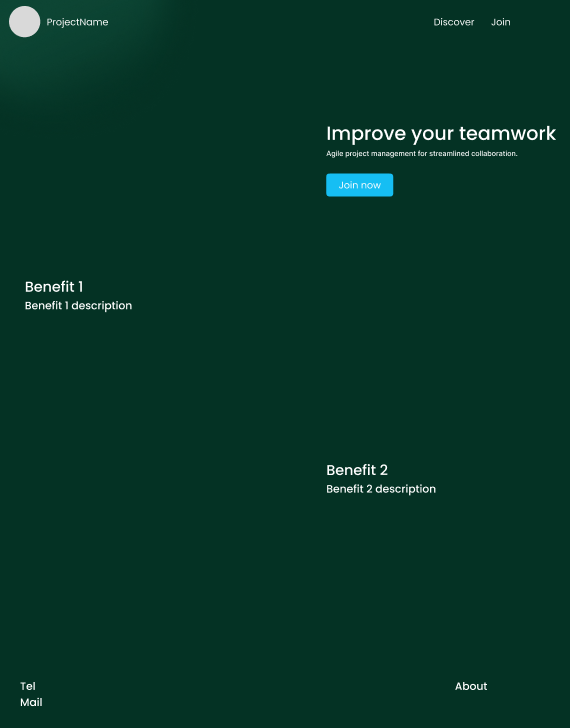 ProjectName
Discover
Join
Improve your teamwork
Agile project management for streamlined collaboration.
Join now
Benefit 1
Benefit 1 description
Benefit 2
Benefit 2 description
Tel
Mail
About